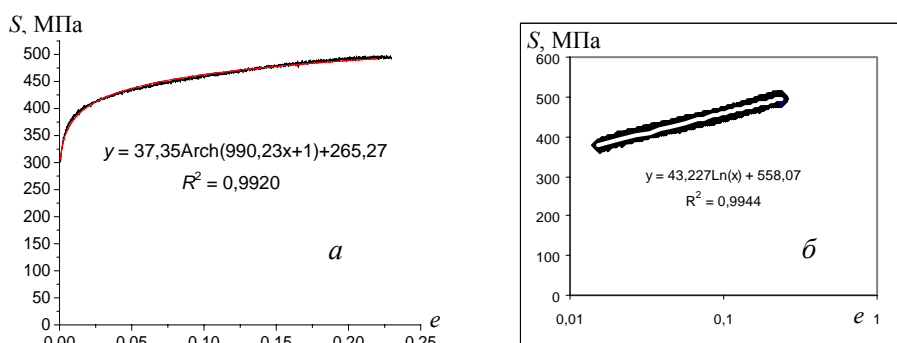 S, МПа
500
450
400
350
300
250
200
150
100
50
0
y = 37,35Arch(990,23x+1)+265,27
R² = 0,9920
а
e
0.00 0.05 0.10 0.15 0.20 0.25
S, МПа
600
500
400
300
200
100
0
y = 43,227Ln(x) + 558,07
R² = 0,9944
б
0,01 0,1 e 1